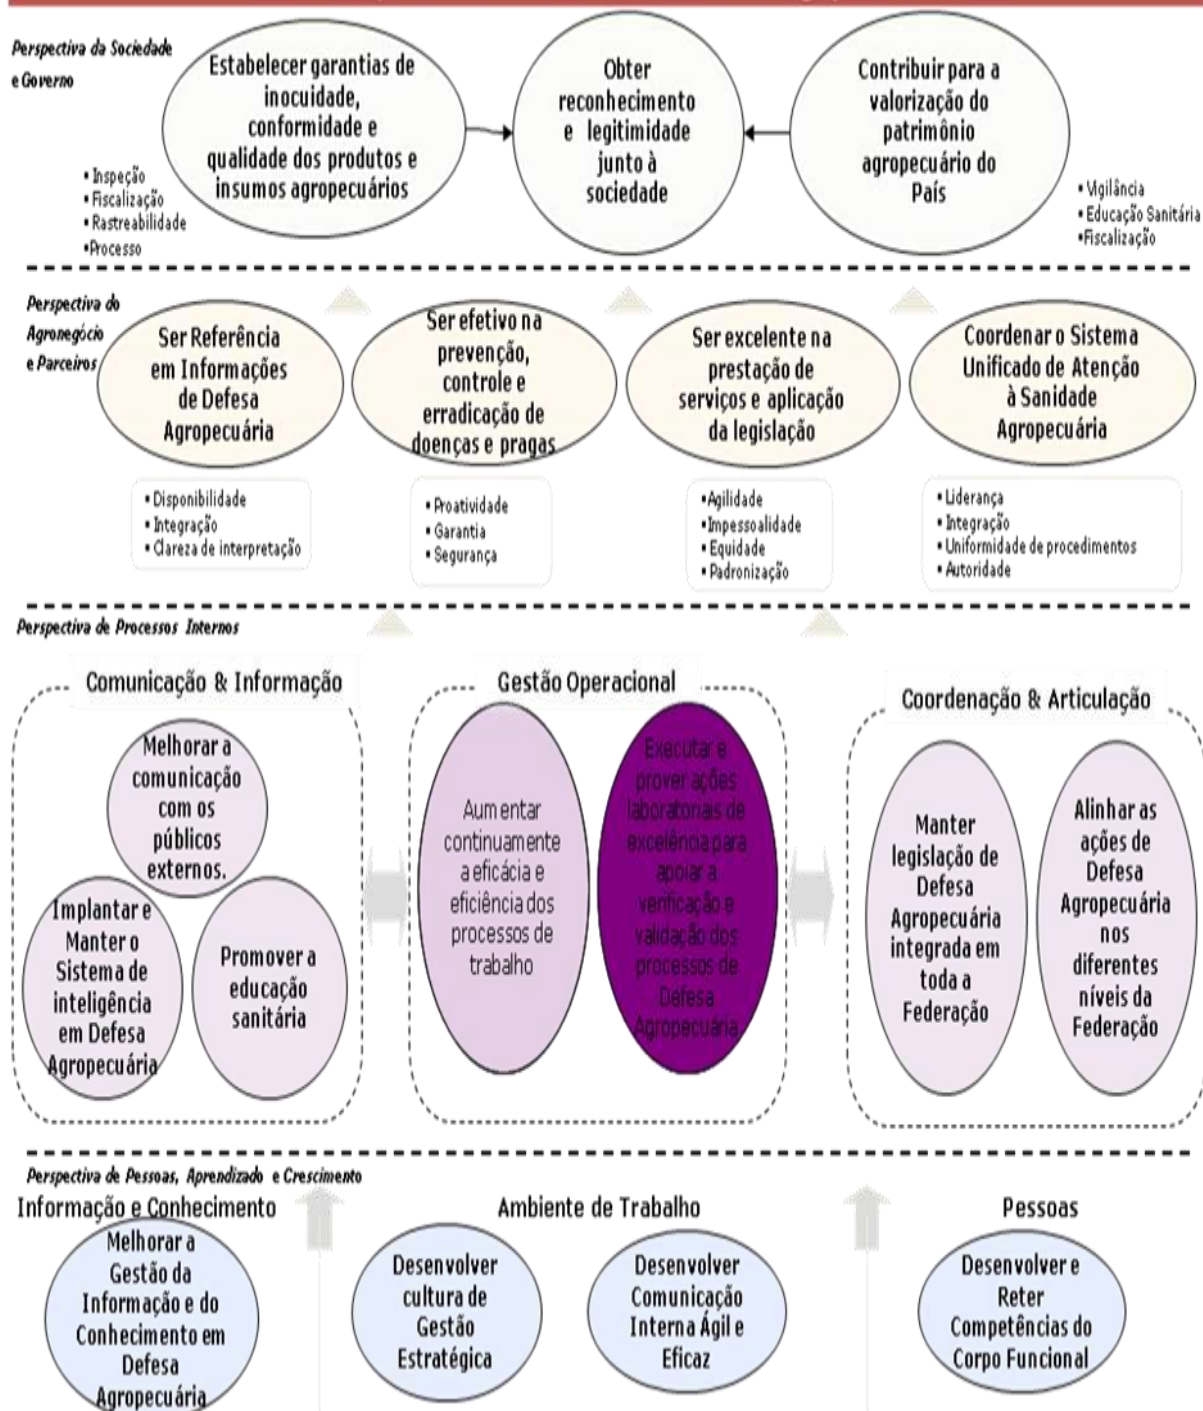 Perspectiva da Sociedade
e Governo
Estabelecer garantias de
inocuidade,
conformidade e
qualidade dos produtos e
insumos agropecuários
Obter
reconhecimento
e legitimidade
junto à
sociedade
Contribuir para a
valorização do
patrimônio
agropecuário do
País
▪ Inspeção
▪ Fiscalização
▪ Rastreabilidade
▪Processo
▪ Vigilância
▪ Educação Sanitária
▪Fiscalização
Perspectiva do
Agronegócio
e Parceiros
Ser Referência
em Informações
de Defesa
Agropecuária
Ser efetivo na
prevenção,
controle e
erradicação de
doenças e pragas
Ser excelente na
prestação de
serviços e aplicação
da legislação
Coordenar o Sistema
Unificado de Atenção
à Sanidade
Agropecuária
▪ Disponibilidade
▪ Integração
▪ Clareza de interpretação
▪ Proatividade
▪ Garantia
▪ Segurança
▪Agilidade
▪Impessoalidade
▪ Equidade
▪ Padronização
▪ Liderança
▪ Integração
▪ Uniformidade de procedimentos
▪ Autoridade
Perspectiva de Processos Internos
Comunicação & Informação
Melhorar a
comunicação
com os
públicos
externos.
Implantar e
Manter o
Sistema de
inteligência
em Defesa
Agropecuária
Promover a
educação
sanitária
Gestão Operacional
Aumentar
continuamente
a eficácia e
eficiência dos
processos de
trabalho
Executar e
prover ações
laboratoriais de
excelência para
apoiar a
verificação e
validação dos
processos de
Defesa
Agropecuária
Coordenação & Articulação
Manter
legislação de
Defesa
Agropecuária
integrada em
toda a
Federação
Alinhar as
ações de
Defesa
Agropecuária
nos
diferentes
níveis da
Federação
Perspectiva de Pessoas, Aprendizado e Crescimento
Informação e Conhecimento
Melhorar a
Gestão da
Informação e do
Conhecimento em
Defesa
Agropecuária
Ambiente de Trabalho
Desenvolver
cultura de
Gestão
Estratégica
Desenvolver
Comunicação
Interna Ágil e
Eficaz
Pessoas
Desenvolver e
Reter
Competências do
Corpo Funcional